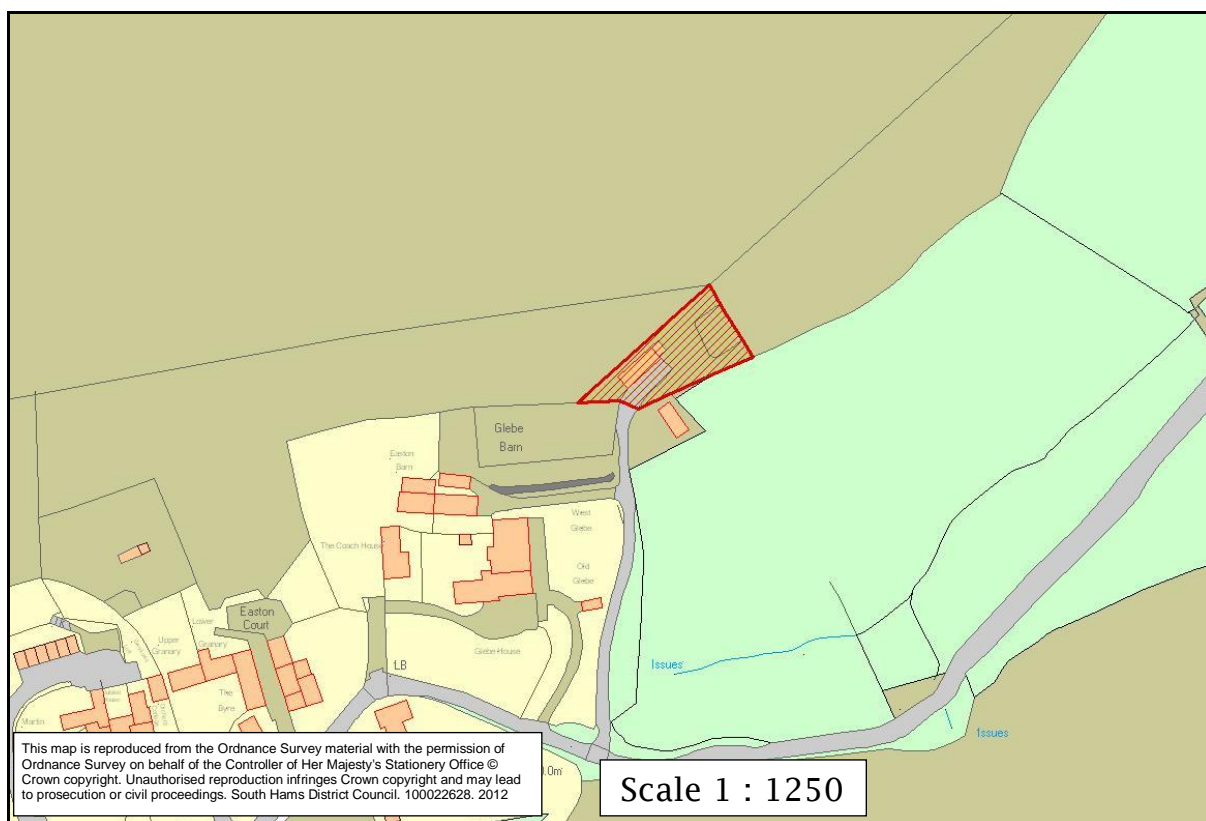 Glebe
Barn
Easton
Barn
West
Glebe
The Coach House
Old
Glebe
Easton
Court
Lower
Granary
Upper
Granary
Glebe House
LB
The
Byre
Martin
Issues
Issues
.0m
This map is reproduced from the Ordnance Survey material with the permission of
Ordnance Survey on behalf of the Controller of Her Majesty's Stationery Office ©
Crown copyright. Unauthorised reproduction infringes Crown copyright and may lead
to prosecution or civil proceedings. South Hams District Council. 100022628. 2012
Scale 1 : 1250